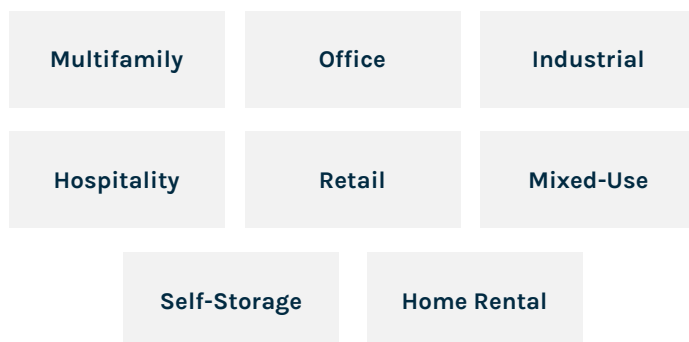 Multifamily
Office
Industrial
Hospitality
Retail
Mixed-Use
Self-Storage
Home Rental